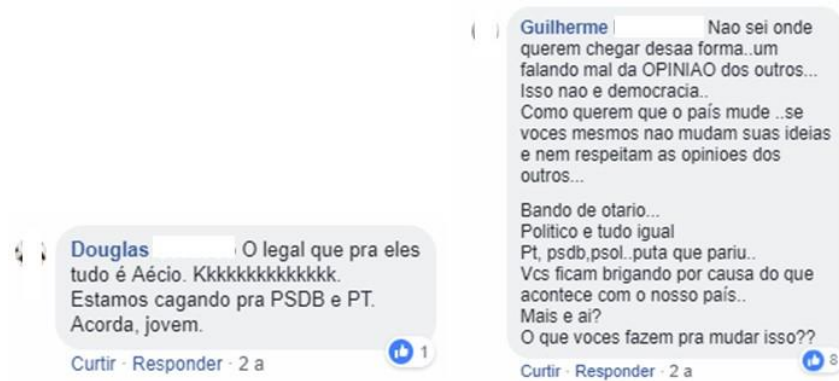 Douglas O legal que pra eles
tudo é Aécio. Kkkkkkkkkkkkkk.
Estamos cagando pra PSDB e PT.
Acorda, jovem.
Curtir · Responder · 2 a
1
Guilherme Nao sei onde
querem chegar desaa forma..um
falando mal da OPINIAO dos outros...
Isso nao e democracia..
Como querem que o país mude ..se
voces mesmos nao mudam suas ideias
e nem respeitam as opinioes dos
outros...
Bando de otario...
Politico e tudo igual
Pt, psdb,psol..puta que pariu..
Vcs ficam brigando por causa do que
acontece com o nosso país..
Mais e ai?
O que voces fazem pra mudar isso??
Curtir · Responder · 2 a
8